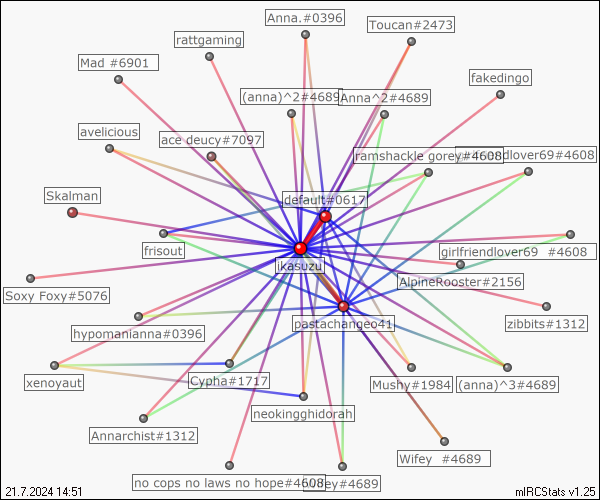 Anna.#0396
Toucan#2473
rattgaming
Mad #6901
fakedingo
(anna)^2#4689
Anna^2#4689
avelicious
ace deucy#7097
ramshackle gorey#4608
dlover69#4608
Skalman
default#0617
frisout
girlfriendlover69 #4608
ikasuzu
AlpineRooster#2156
Soxy Foxy#5076
hypomanianna#0396
pastachangeo41
zibbits#1312
xenoyaut
Cypha#1717
Mushy#1984
(anna)^3#4689
neokingghidorah
Annarchist#1312
Wifey #4689
no cops no laws no hope#4608
ey#4689
21.7.2024 14:51
mIRCStats v1.25